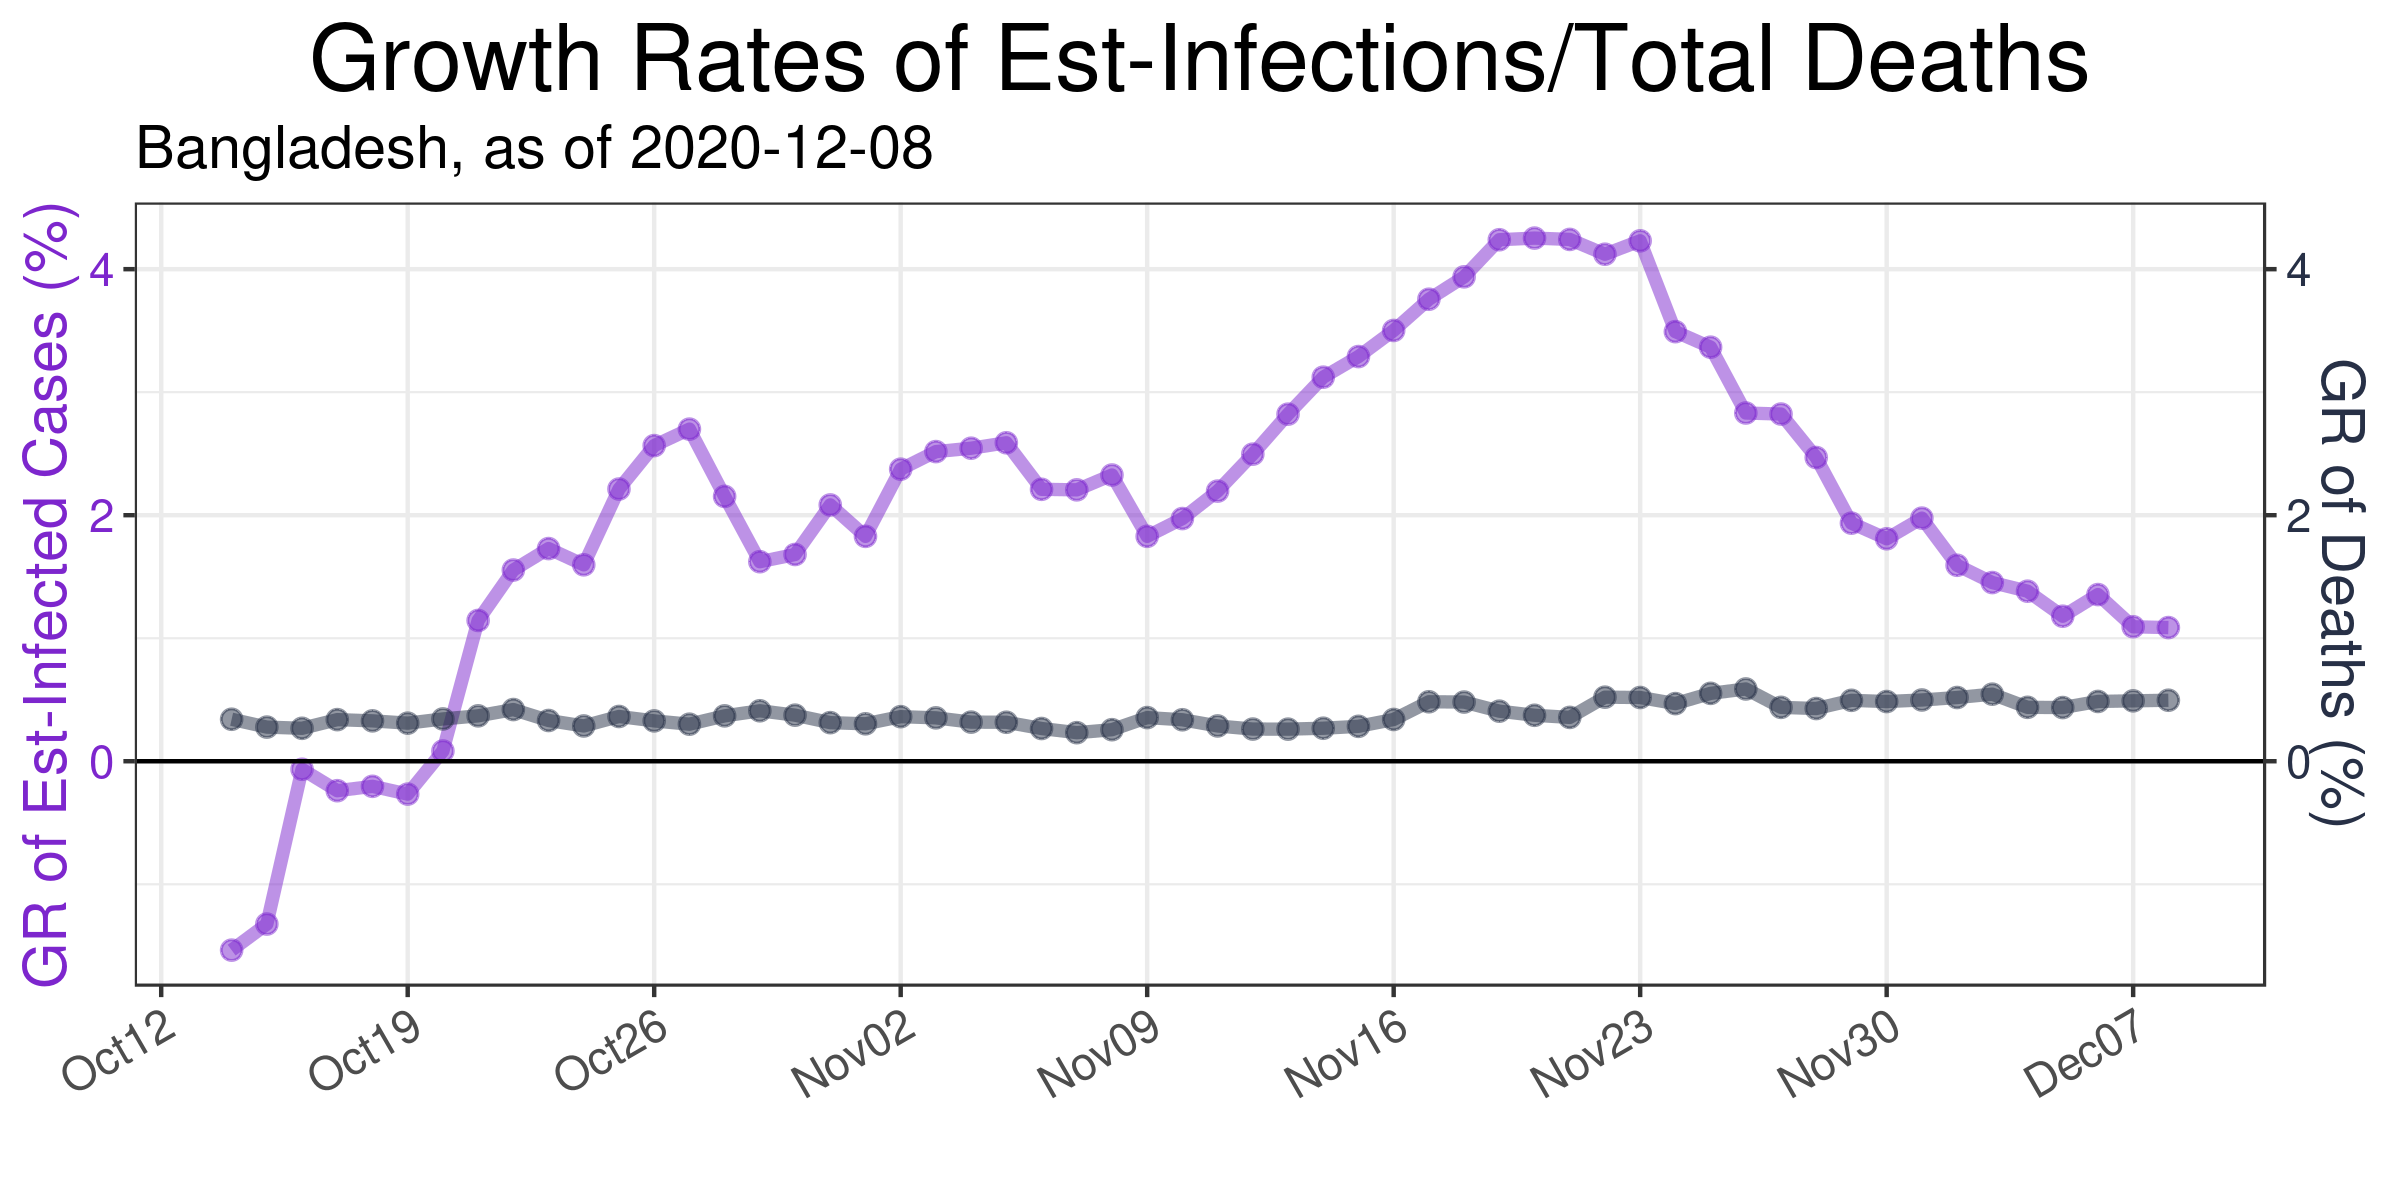 Growth Rates of Est-Infections/Total Deaths
Bangladesh, as of 2020-12-08
GR of Est-Infected Cases (%)
4
2
0
4
2
0
GR of Deaths (%)
Oct12
Oct19
Oct26
Nov02
Nov09
Nov16
Nov23
Nov30
Dec07